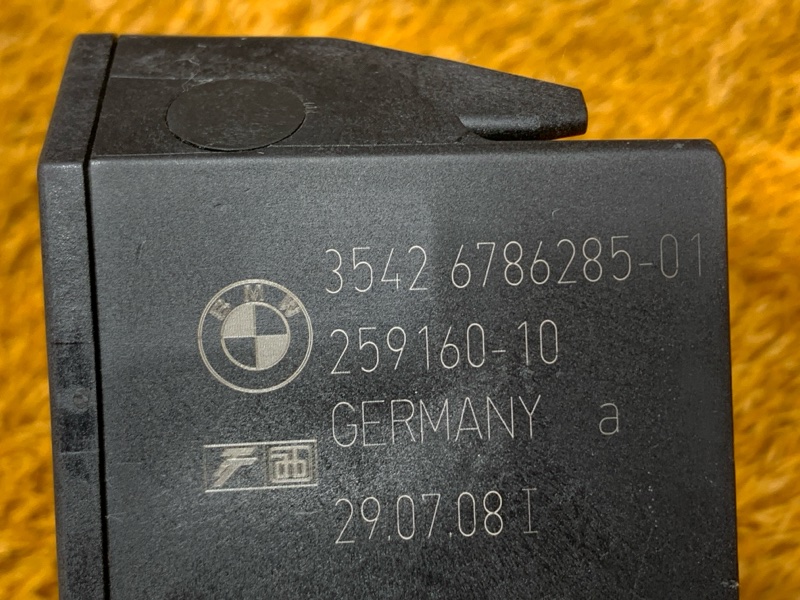 3542 6786285-01
BMW
259160-10
GERMANY a
29.07.08 I